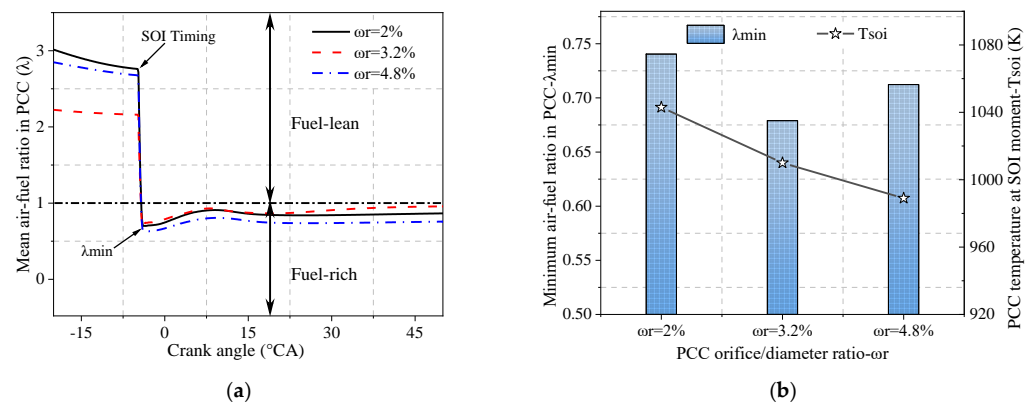 SOI Timing
ωr=2%
ωr=3.2%
ωr=4.8%
Fuel-lean
Fuel-rich
λmin
3
2
1
0
-15
0
15
30
45
Mean air-fuel ratio in PCC (λ)
Crank angle (°CA)
(a)
λmin
Tsoi
0.75
0.70
0.65
0.60
0.55
0.50
1080
1040
1000
960
920
ωr=2%
ωr=3.2%
ωr=4.8%
Minimum air-fuel ratio in PCC-λmin
PCC temperature at SOI moment-Tsoi (K)
PCC orifice/diameter ratio-ωr
(b)